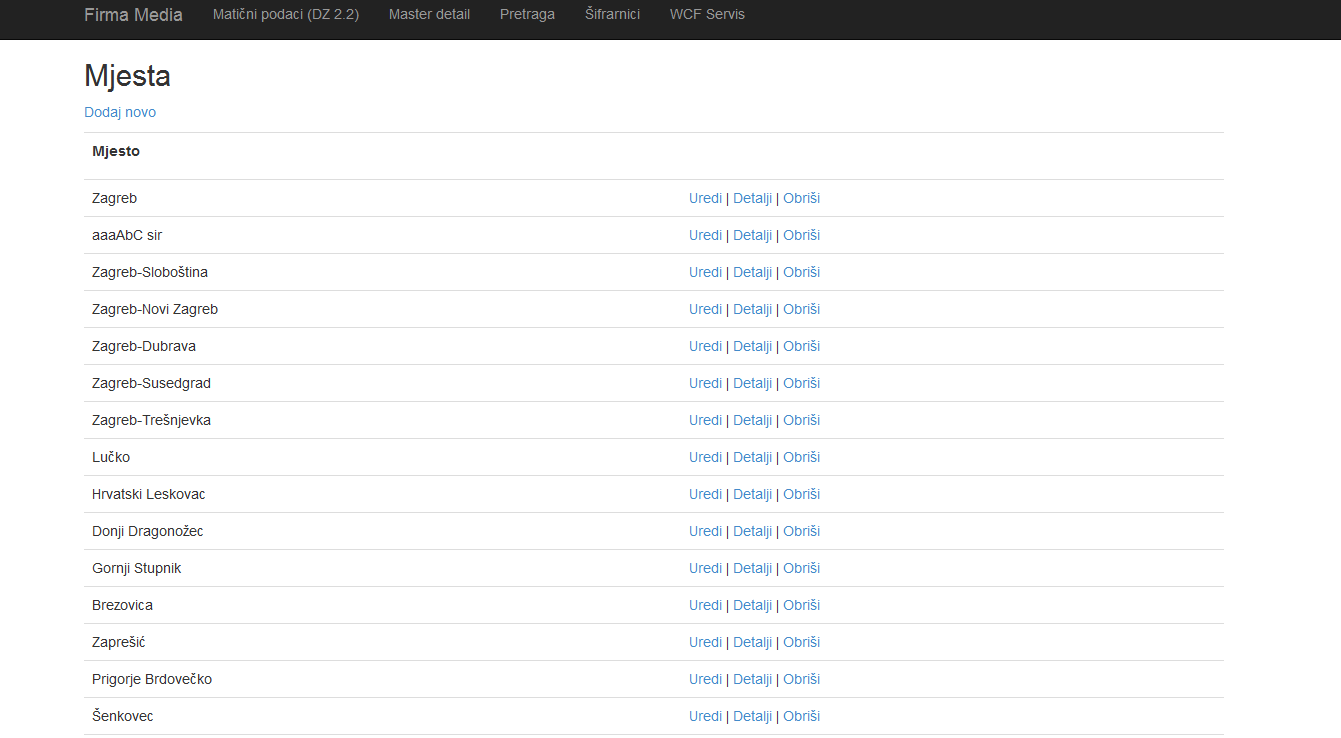 Firma Media Matični podaci (DZ 2.2) Master detail Pretraga Šifrarnici WCF Servis
Mjesta
Dodaj novo
Mjesto
Zagreb Uredi | Detalji | Obriši
aaaAbC sir Uredi | Detalji | Obriši
Zagreb-Sloboština Uredi | Detalji | Obriši
Zagreb-Novi Zagreb Uredi | Detalji | Obriši
Zagreb-Dubrava Uredi | Detalji | Obriši
Zagreb-Susedgrad Uredi | Detalji | Obriši
Zagreb-Trešnjevka Uredi | Detalji | Obriši
Lučko Uredi | Detalji | Obriši
Hrvatski Leskovac Uredi | Detalji | Obriši
Donji Dragonožec Uredi | Detalji | Obriši
Gornji Stupnik Uredi | Detalji | Obriši
Brezovica Uredi | Detalji | Obriši
Zaprešić Uredi | Detalji | Obriši
Prigorje Brdovečko Uredi | Detalji | Obriši
Šenkovec Uredi | Detalji | Obriši